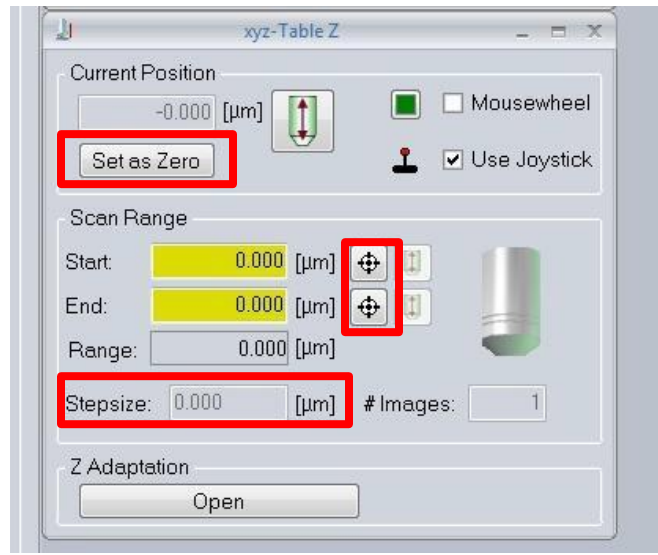 xyz-Table Z
Current Position
-0.000 [µm]
Mousewheel
Set as Zero
Use Joystick
Scan Range
Start: 0.000 [µm]
End: 0.000 [µm]
Range: 0.000 [µm]
Stepsize: 0.000 [µm] # Images: 1
Z Adaptation
Open